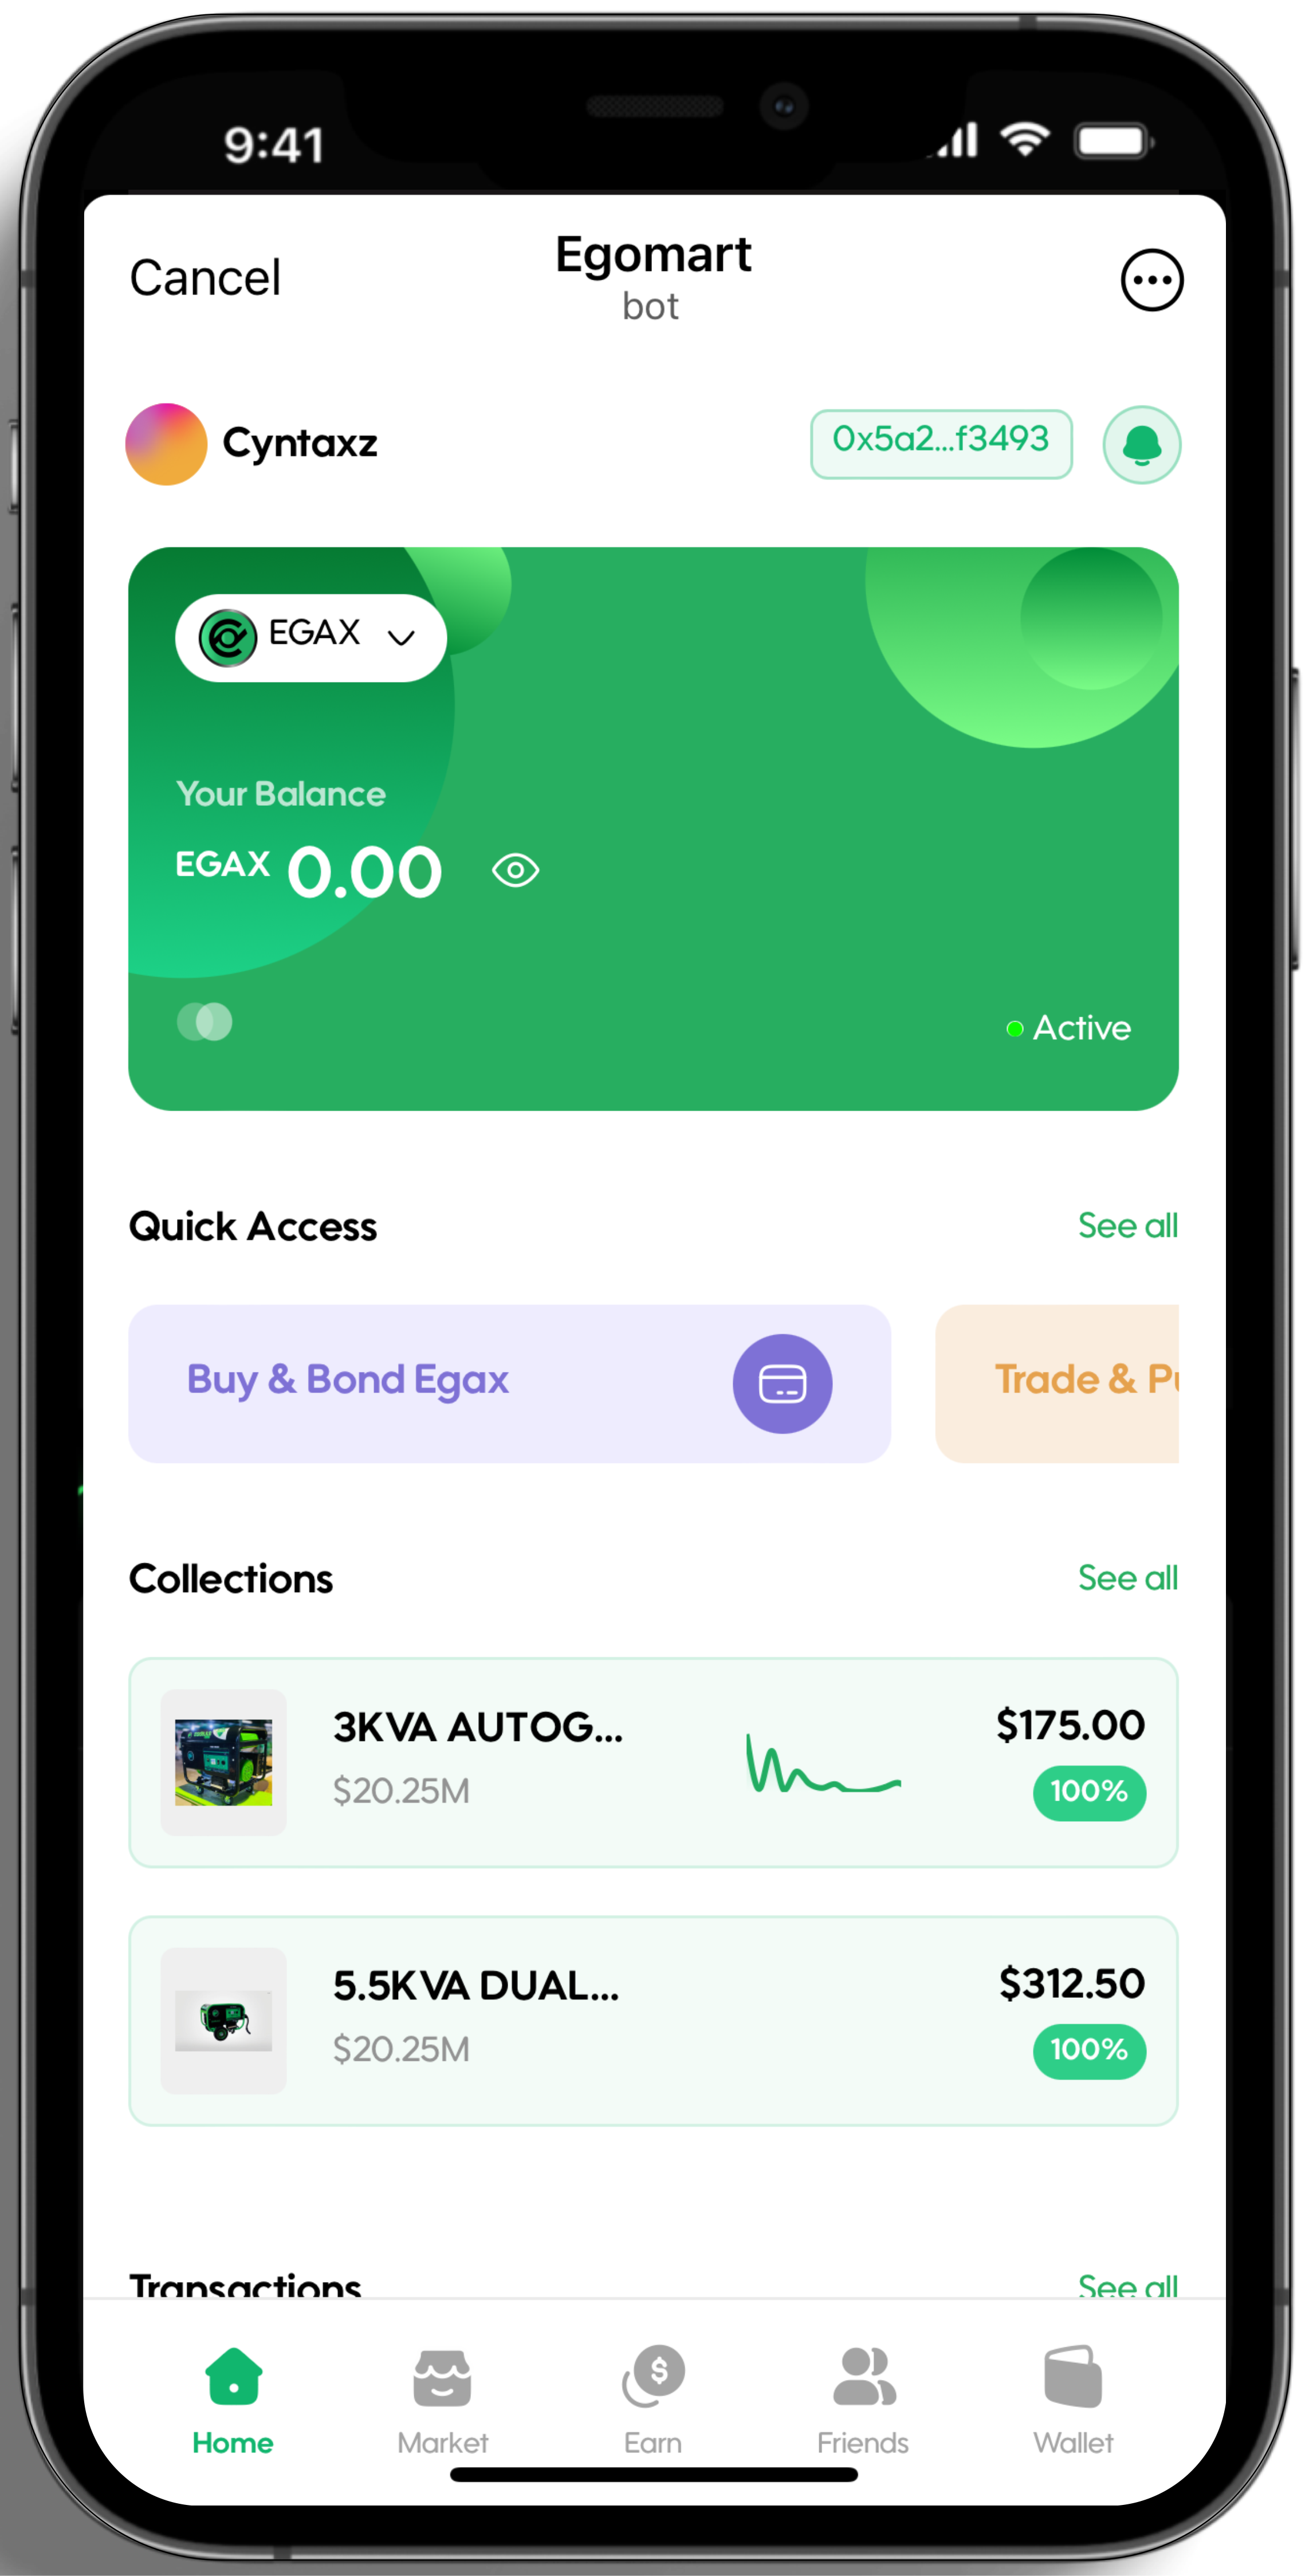 9:41
Cancel
Egomart
bot
Cyntaxz
0x5a2...f3493
EGAX
Your Balance
EGAX 0.00
Active
Quick Access
See all
Buy & Bond Egax
Trade &
Collections
See all
3KVA AUTOG...
$20.25M
$175.00
100%
5.5KVA DUAL...
$20.25M
$312.50
100%
Transactions
See all
Home
Market
Earn
Friends
Wallet